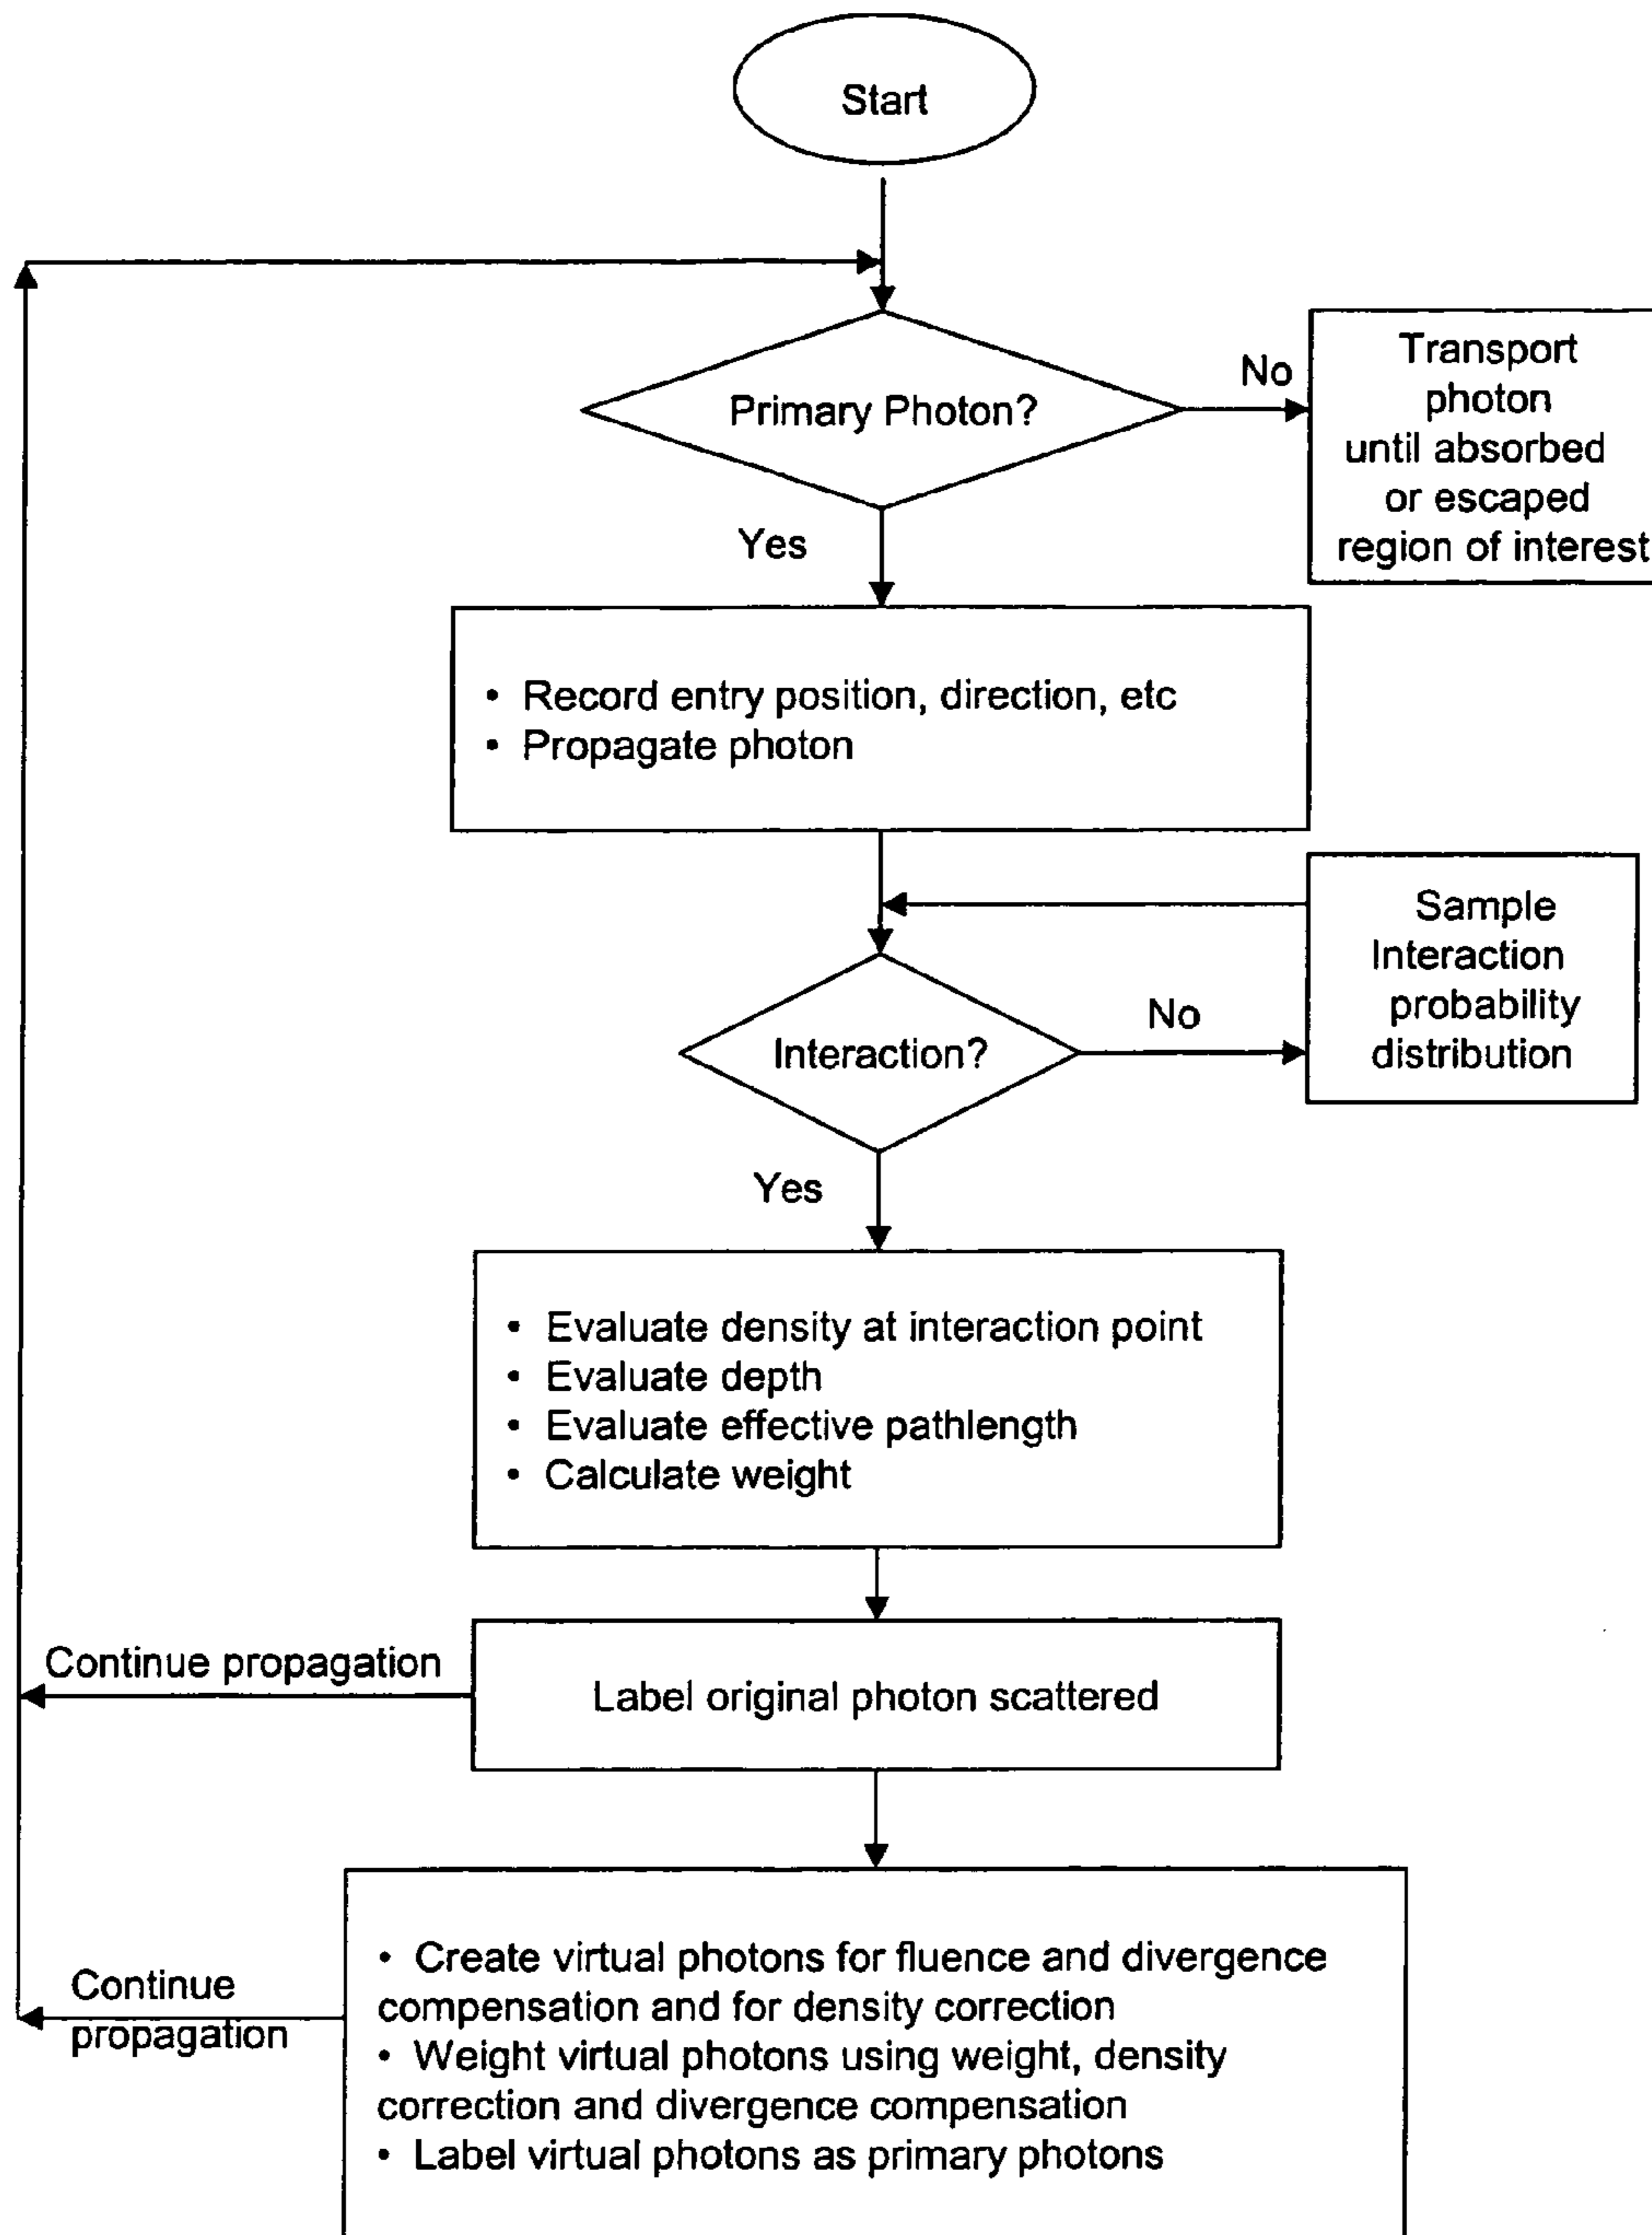 Start
Primary Photon?
No
Transport
photon
until absorbed
or escaped
region of interest
Yes
• Record entry position, direction, etc
• Propagate photon
Sample
Interaction
probability
distribution
Interaction?
No
Yes
• Evaluate density at interaction point
• Evaluate depth
• Evaluate effective pathlength
• Calculate weight
Continue propagation
Label original photon scattered
Continue
propagation
• Create virtual photons for fluence and divergence
compensation and for density correction
• Weight virtual photons using weight, density
correction and divergence compensation
• Label virtual photons as primary photons